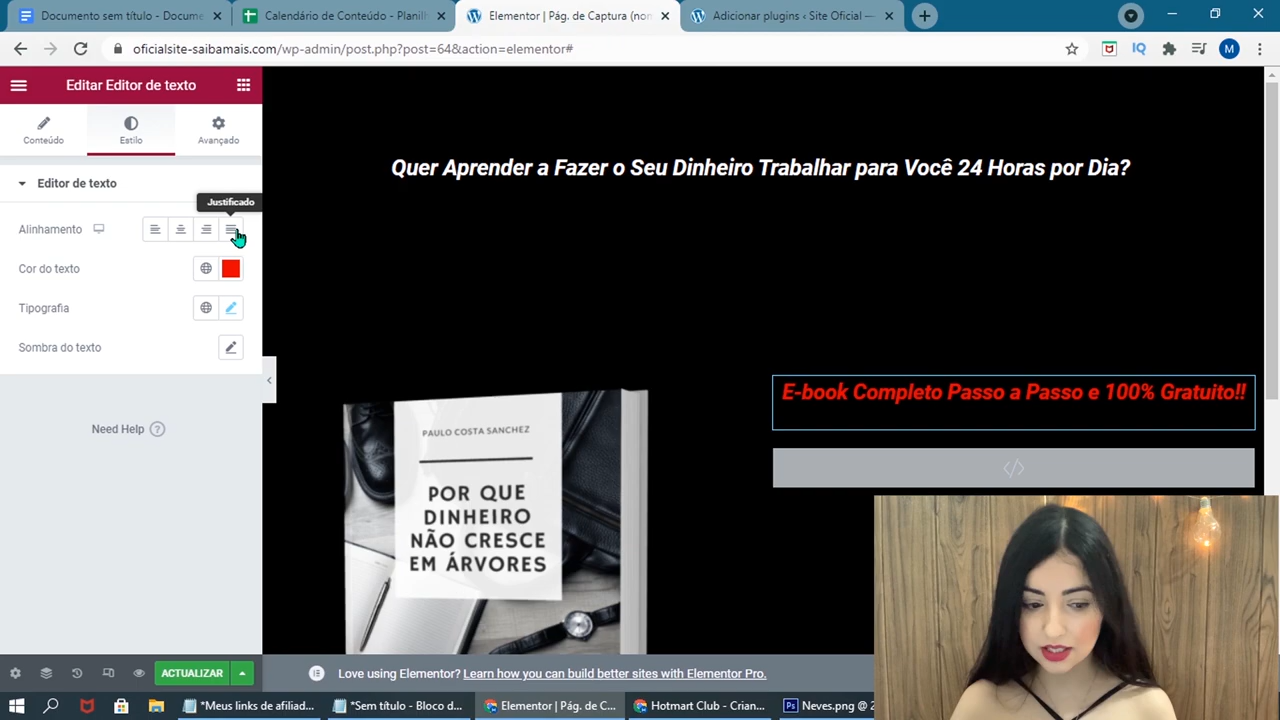 Documento sem título - Docume
Calendário de Conteúdo - Planilh
Elementor | Pág. de Captura (non
Adicionar plugins ‹ Site Oficial —
oficialsite-saibamais.com/wp-admin/post.php?post=64&action=elementor#
IQ
M
Editar Editor de texto
Conteúdo
Estilo
Avançado
Editor de texto
Justificado
Alinhamento
Cor do texto
Tipografia
Sombra do texto
Need Help
Quer Aprender a Fazer o Seu Dinheiro Trabalhar para Você 24 Horas por Dia?
E-book Completo Passo a Passo e 100% Gratuito!!
PAULO COSTA SANCHEZ
POR QUE
DINHEIRO
NÃO CRESCE
EM ÁRVORES
ACTUALIZAR
Love using Elementor? Learn how you can build better sites with Elementor Pro.
*Meus links de afiliad...
*Sem título - Bloco d...
Elementor | Pág. de C...
Hotmart Club - Crian...
Neves.png @ 2